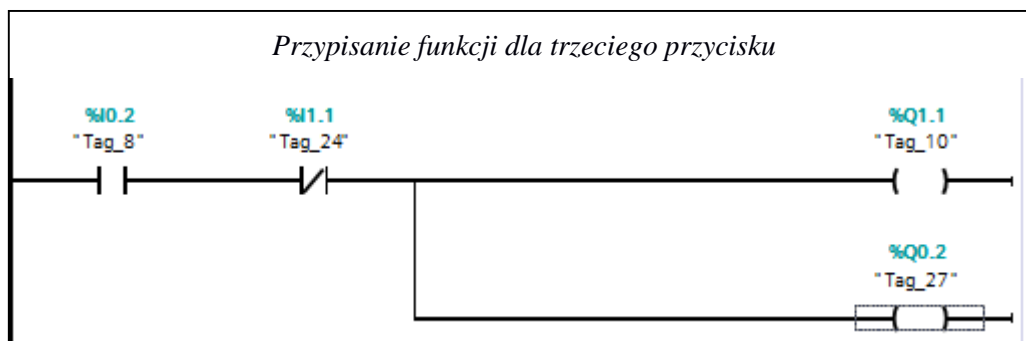 Przypisanie funkcji dla trzeciego przycisku
%I0.2 %I1.1 %Q1.1
"Tag_8" "Tag_24" "Tag_10"
%Q0.2
"Tag_27"